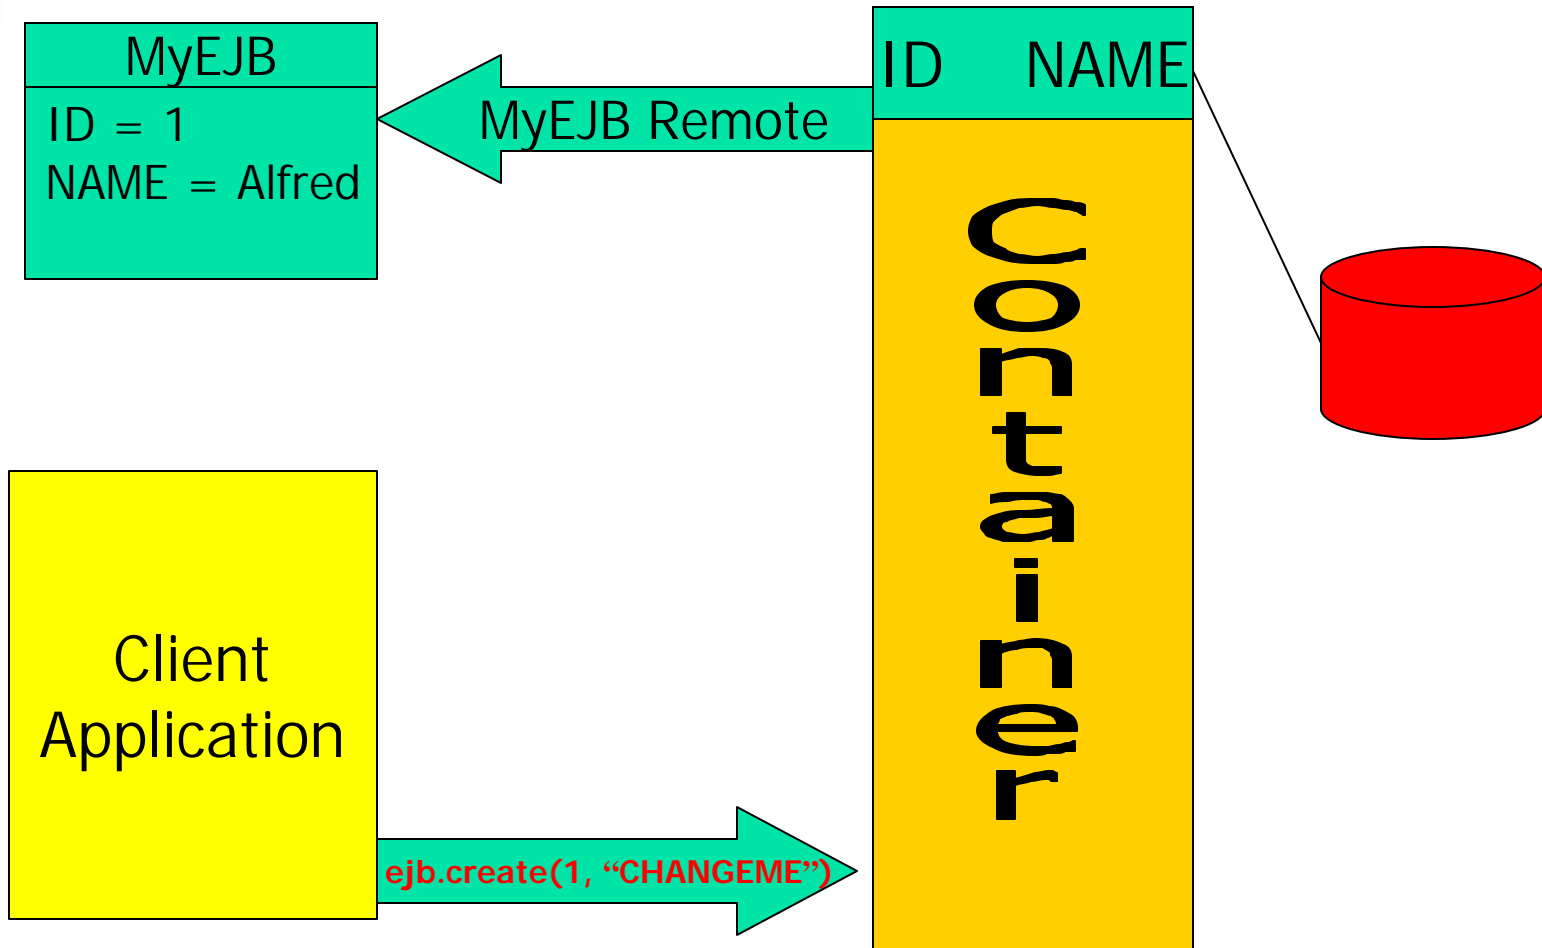 MyEJB
ID = 1
NAME = Alfred
MyEJB Remote
ID NAME
Container
Client
Application
ejb.create(1, “CHANGEME”)